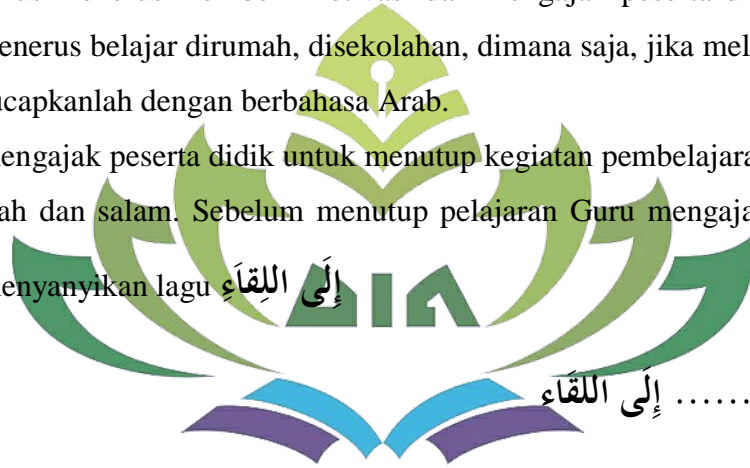 enerus belajar dirumah, disekolahan, dimana saja, jika mel
ucapkanlah dengan berbahasa Arab.
engajak peserta didik untuk menutup kegiatan pembelajara
ah dan salam. Sebelum menutup pelajaran Guru mengaja
enyanyikan lagu إِلَى اللِقاَءِ
إِلَى اللقَاء ......